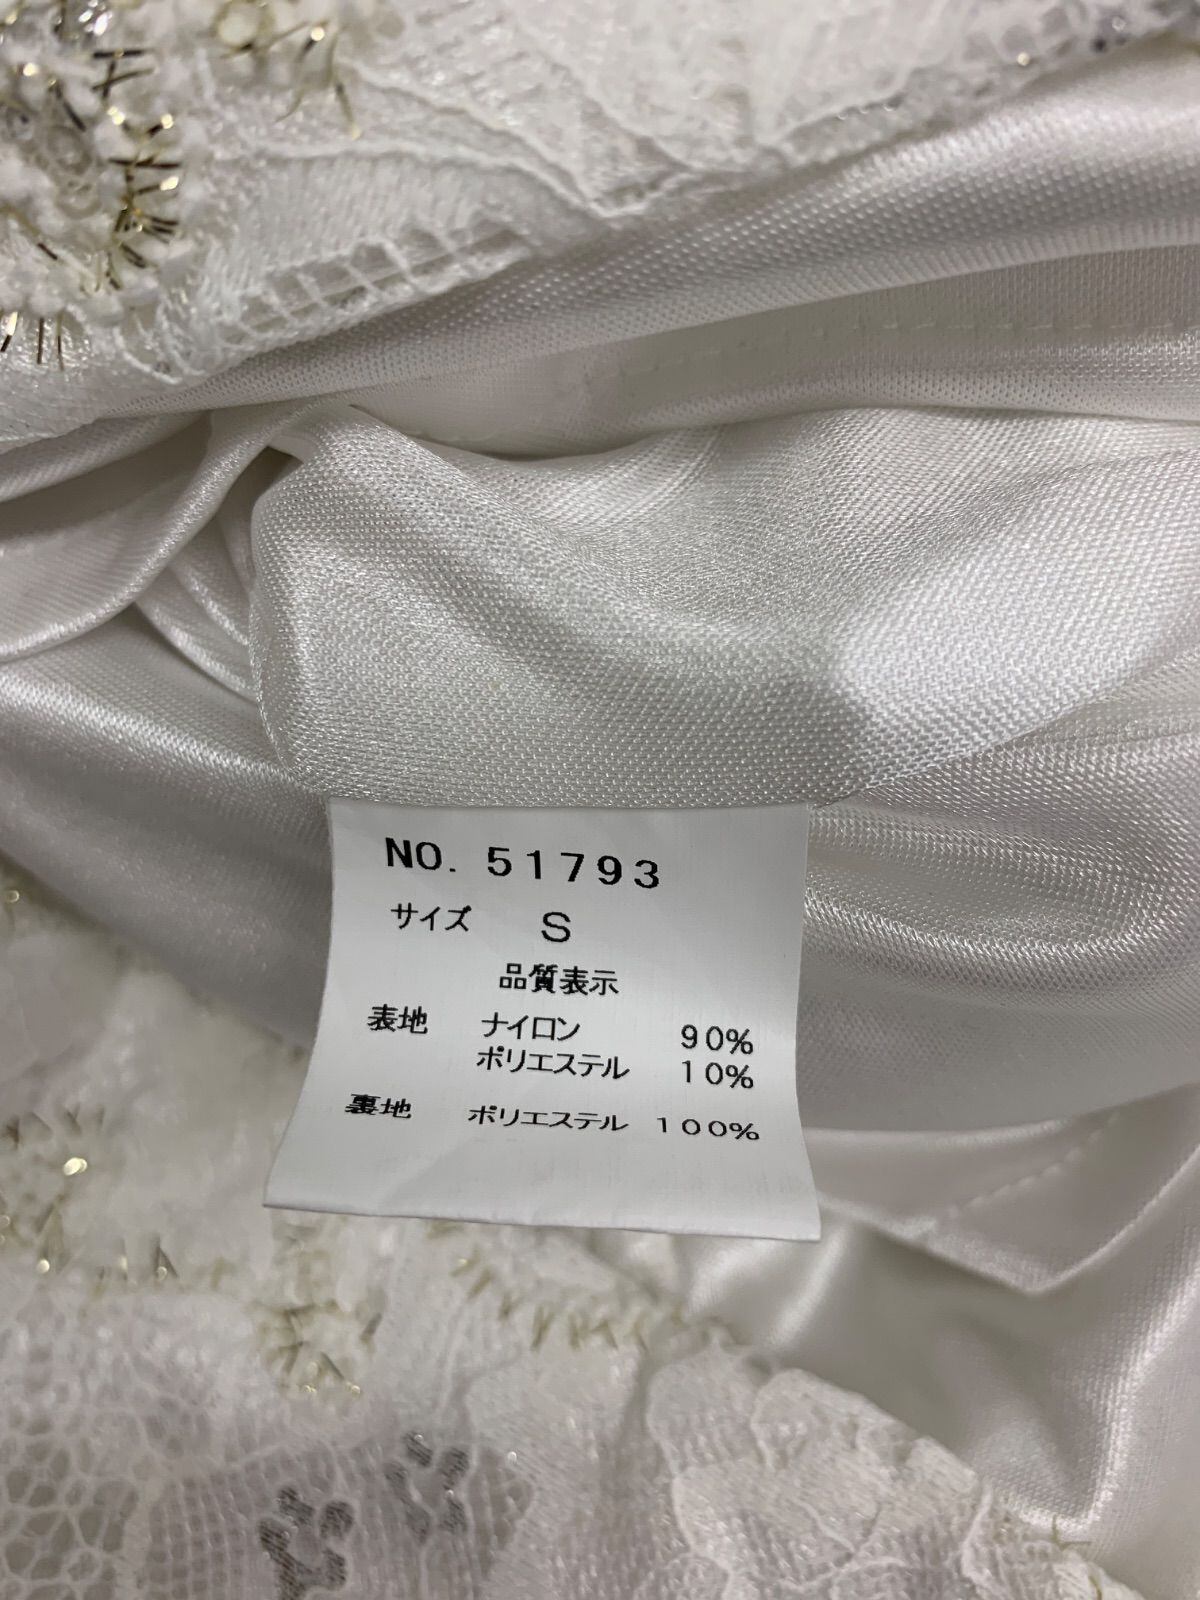 NO. 51793
サイズ S
品質表示
表地 ナイロン 90%
ポリエステル 10%
裏地 ポリエステル 100%